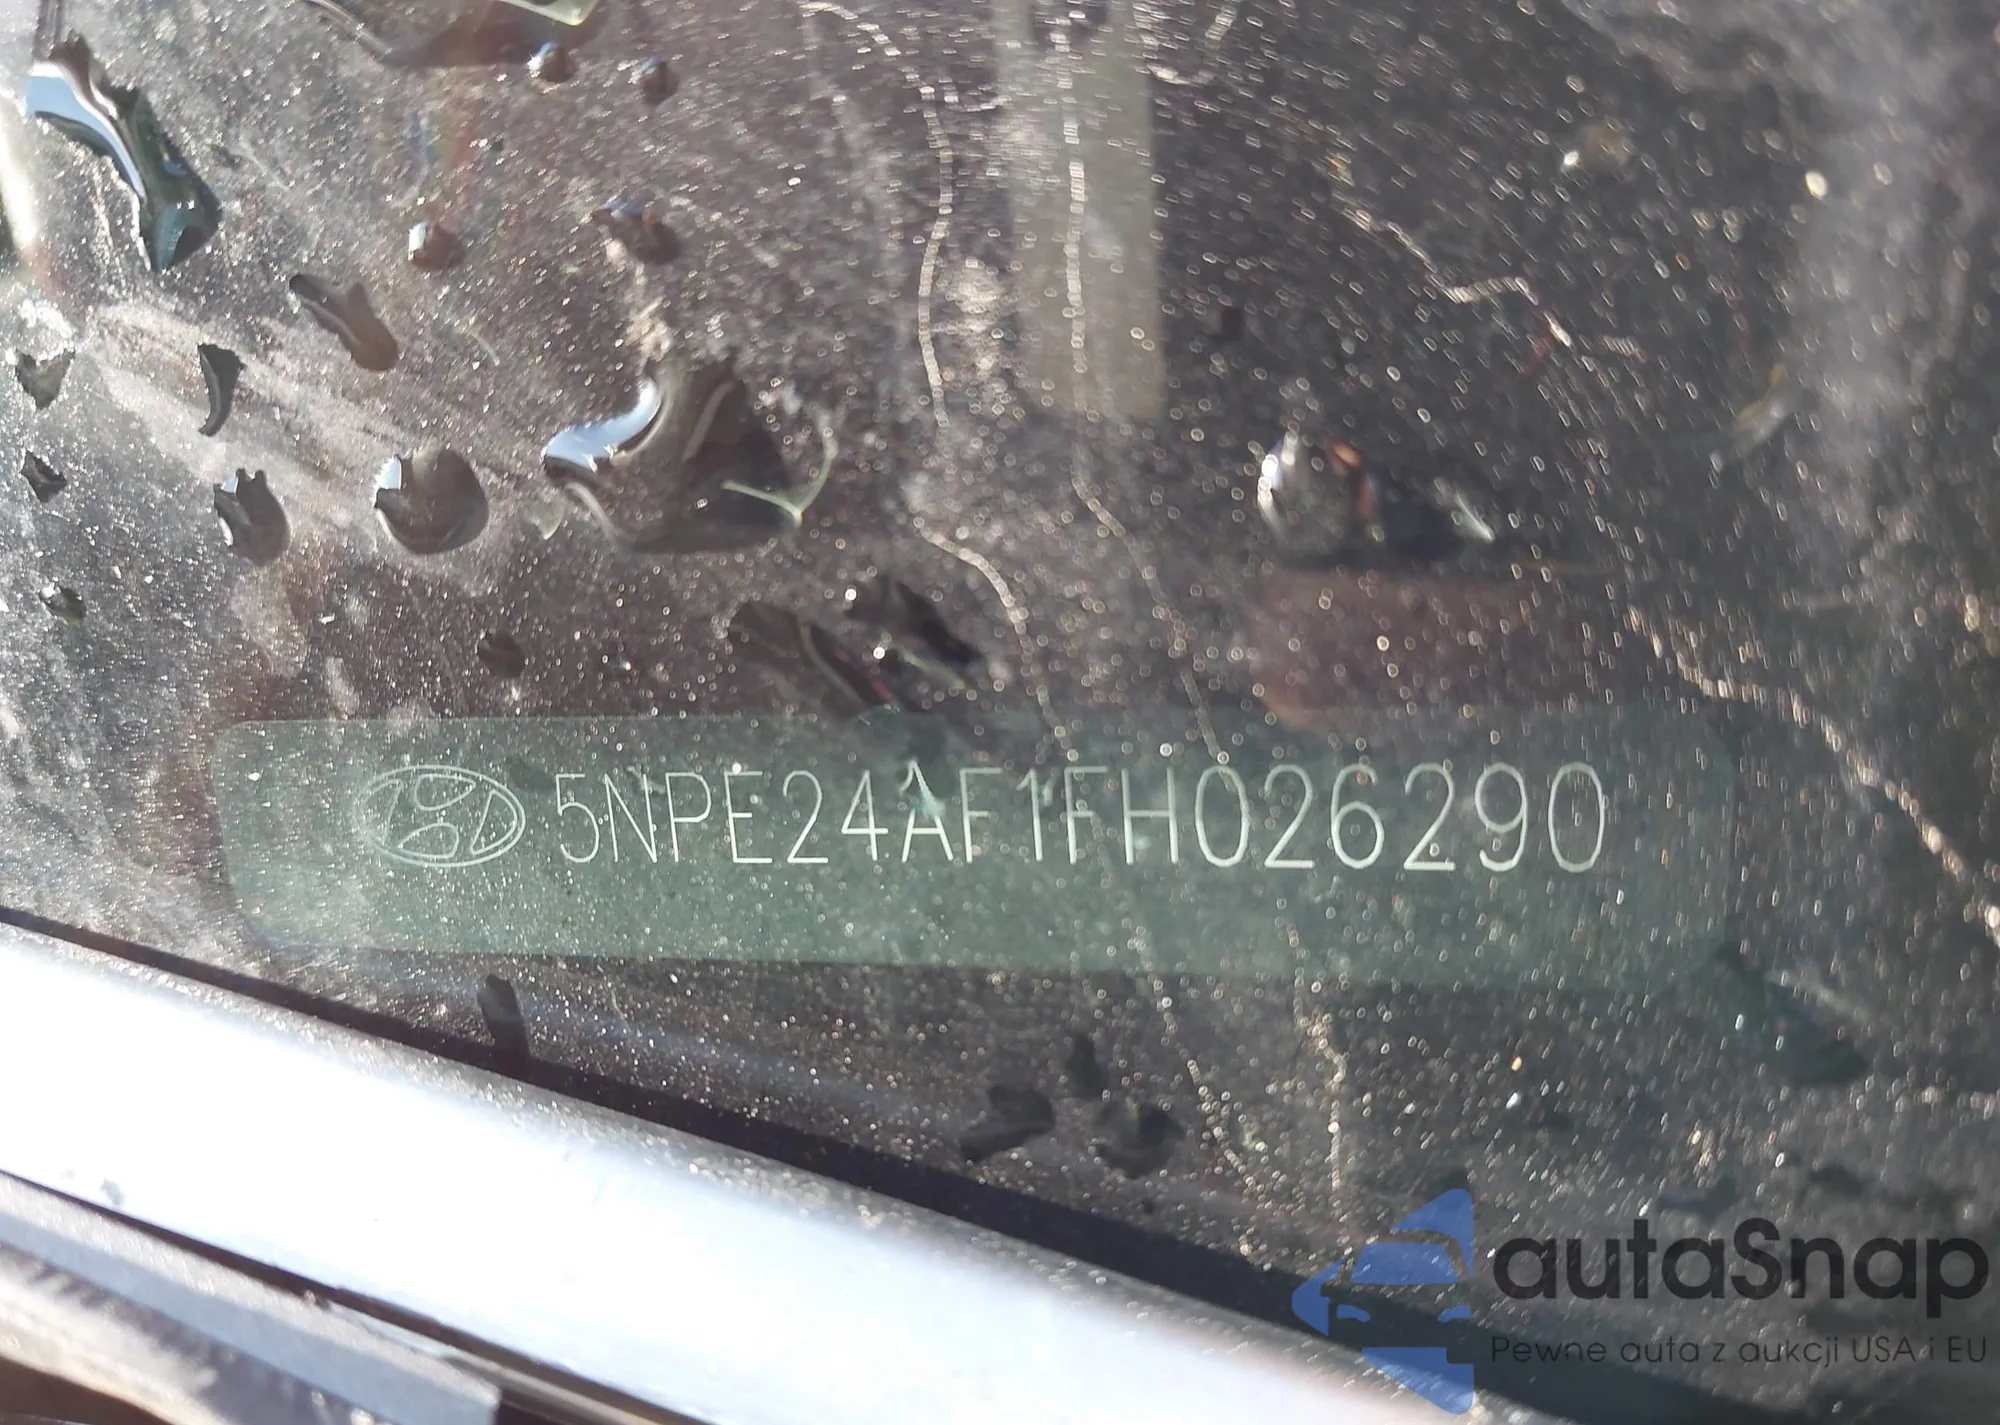 5NPE24AF1FH026290
autaSnap
Pewne auta z aukcji USA i EU